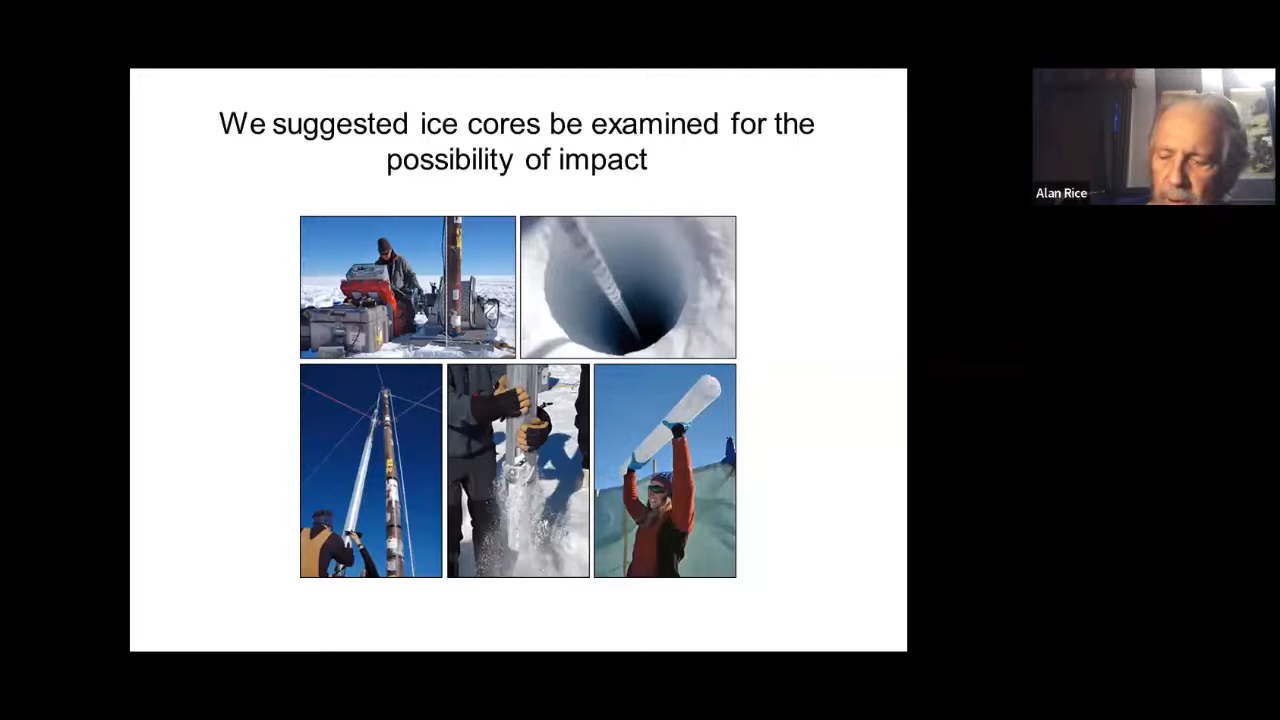 We suggested ice cores be examined for the
possibility of impact
Alan Rice